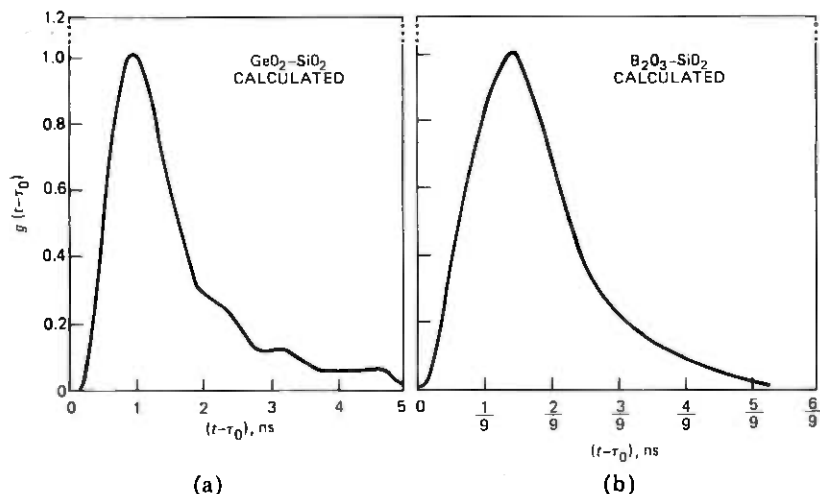 1.2
1.0
0.8
0.6
0.4
0.2
0
g (t-τ₀)
GeO₂-SiO₂
CALCULATED
0 1 2 3 4 5
(t-τ₀), ns
(a)
B₂O₃-SiO₂
CALCULATED
0 1/9 2/9 3/9 4/9 5/9 6/9
(t-τ₀), ns
(b)